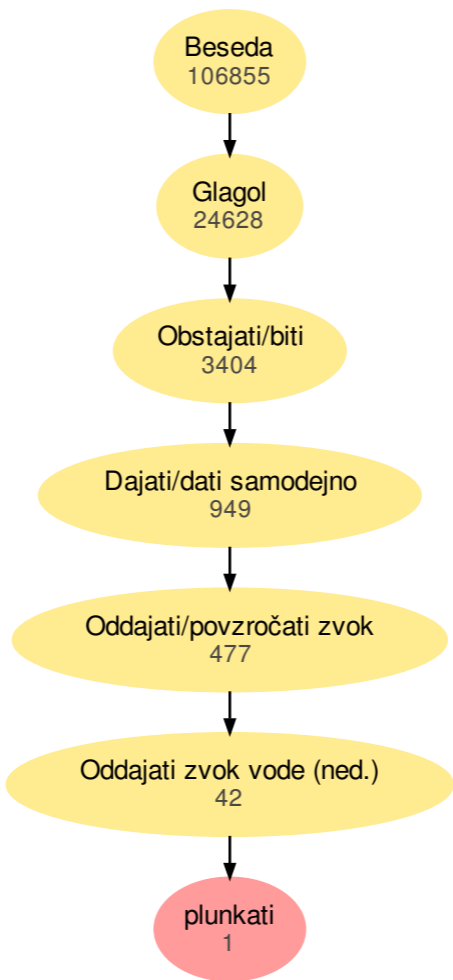 Beseda
106855
Glagol
24628
Obstajati/biti
3404
Dajati/dati samodejno
949
Oddajati/povzročati zvok
477
Oddajati zvok vode (ned.)
42
plunkati
1